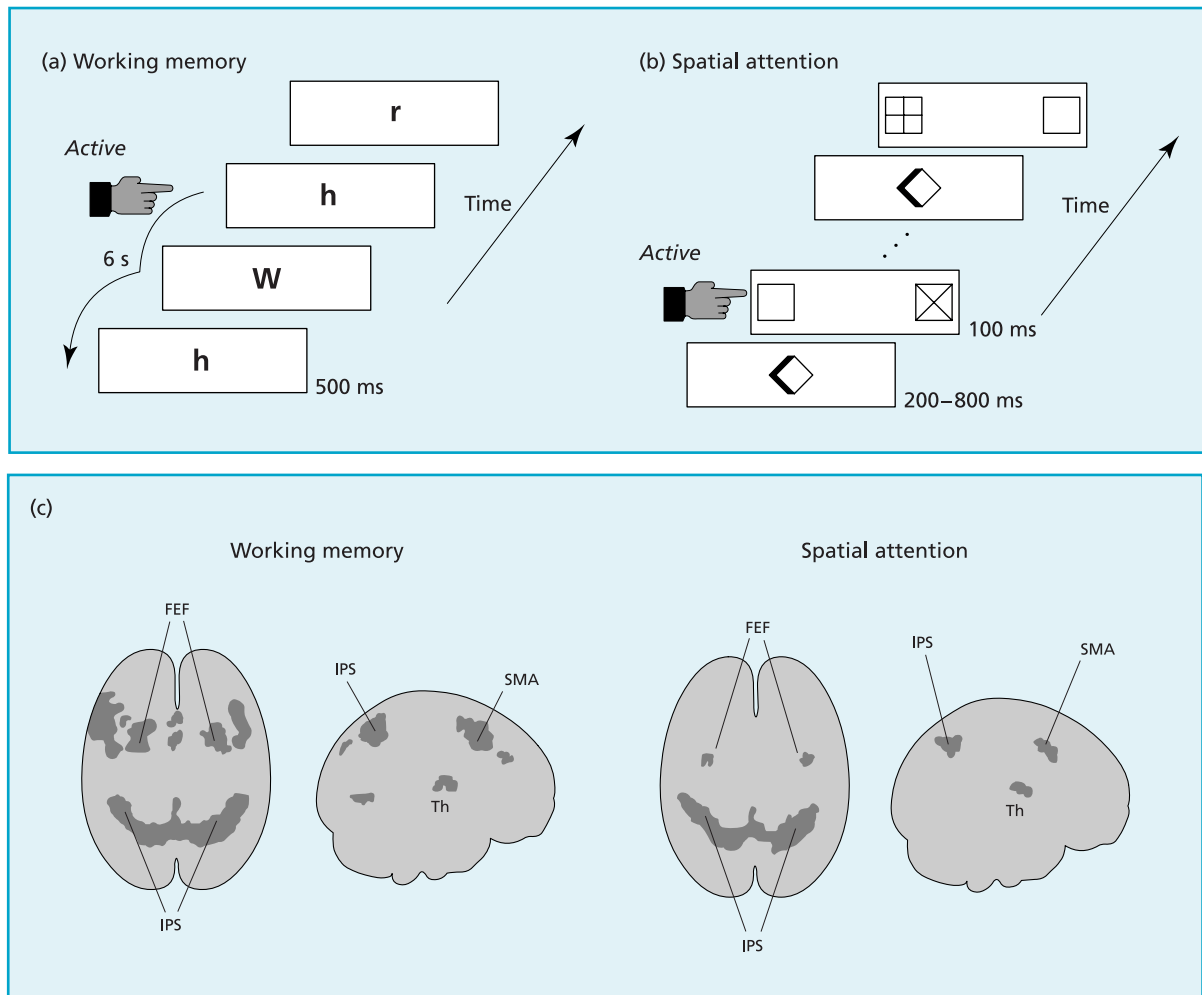 (a) Working memory
r
Active
h
Time
6 s
W
h
500 ms
(b) Spatial attention
Time
Active
100 ms
200–800 ms
(c)
Working memory
FEF
IPS
SMA
Th
IPS
Spatial attention
FEF
IPS
SMA
Th
IPS